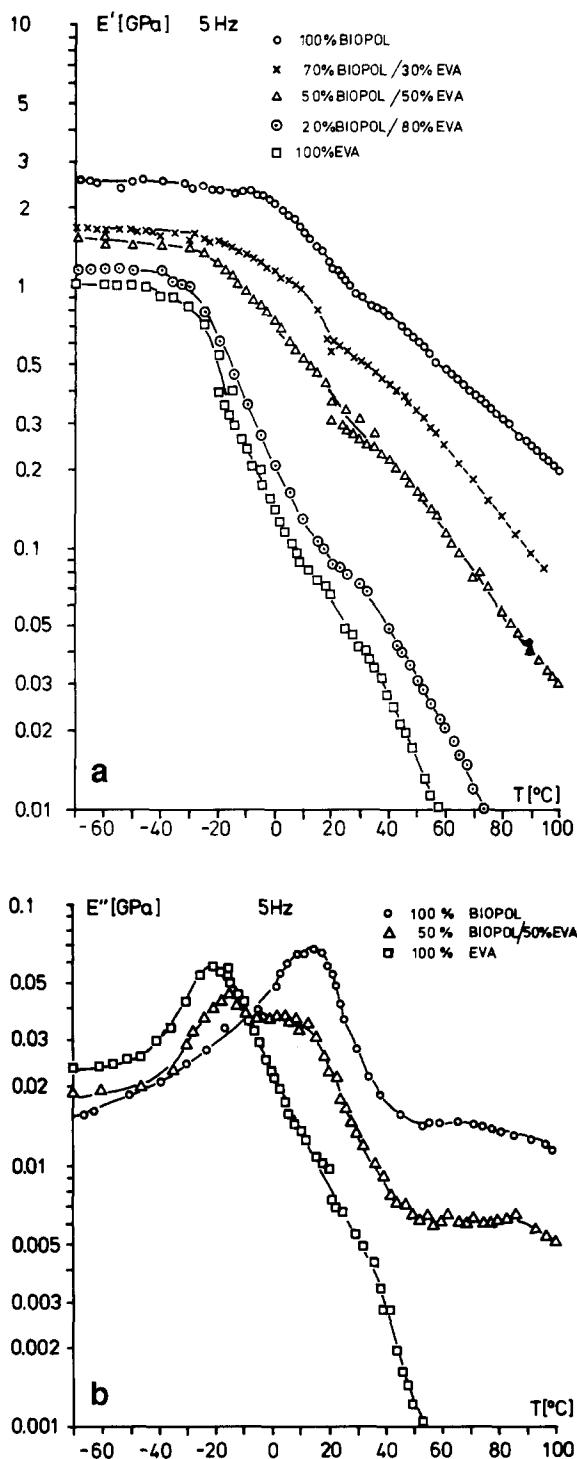 E' [GPa] 5 Hz
100% BIOPOL
70% BIOPOL / 30% EVA
50% BIOPOL / 50% EVA
20% BIOPOL / 80% EVA
100% EVA
10
5
3
2
1
0.5
0.3
0.2
0.1
0.05
0.03
0.02
0.01
a
T [°C]
-60 -40 -20 0 20 40 60 80 100
E'' [GPa] 5Hz
100 % BIOPOL
50 % BIOPOL/50%EVA
100 % EVA
0.1
0.05
0.03
0.02
0.01
0.005
0.003
0.002
0.001
b
T[°C]
-60 -40 -20 0 20 40 60 80 100